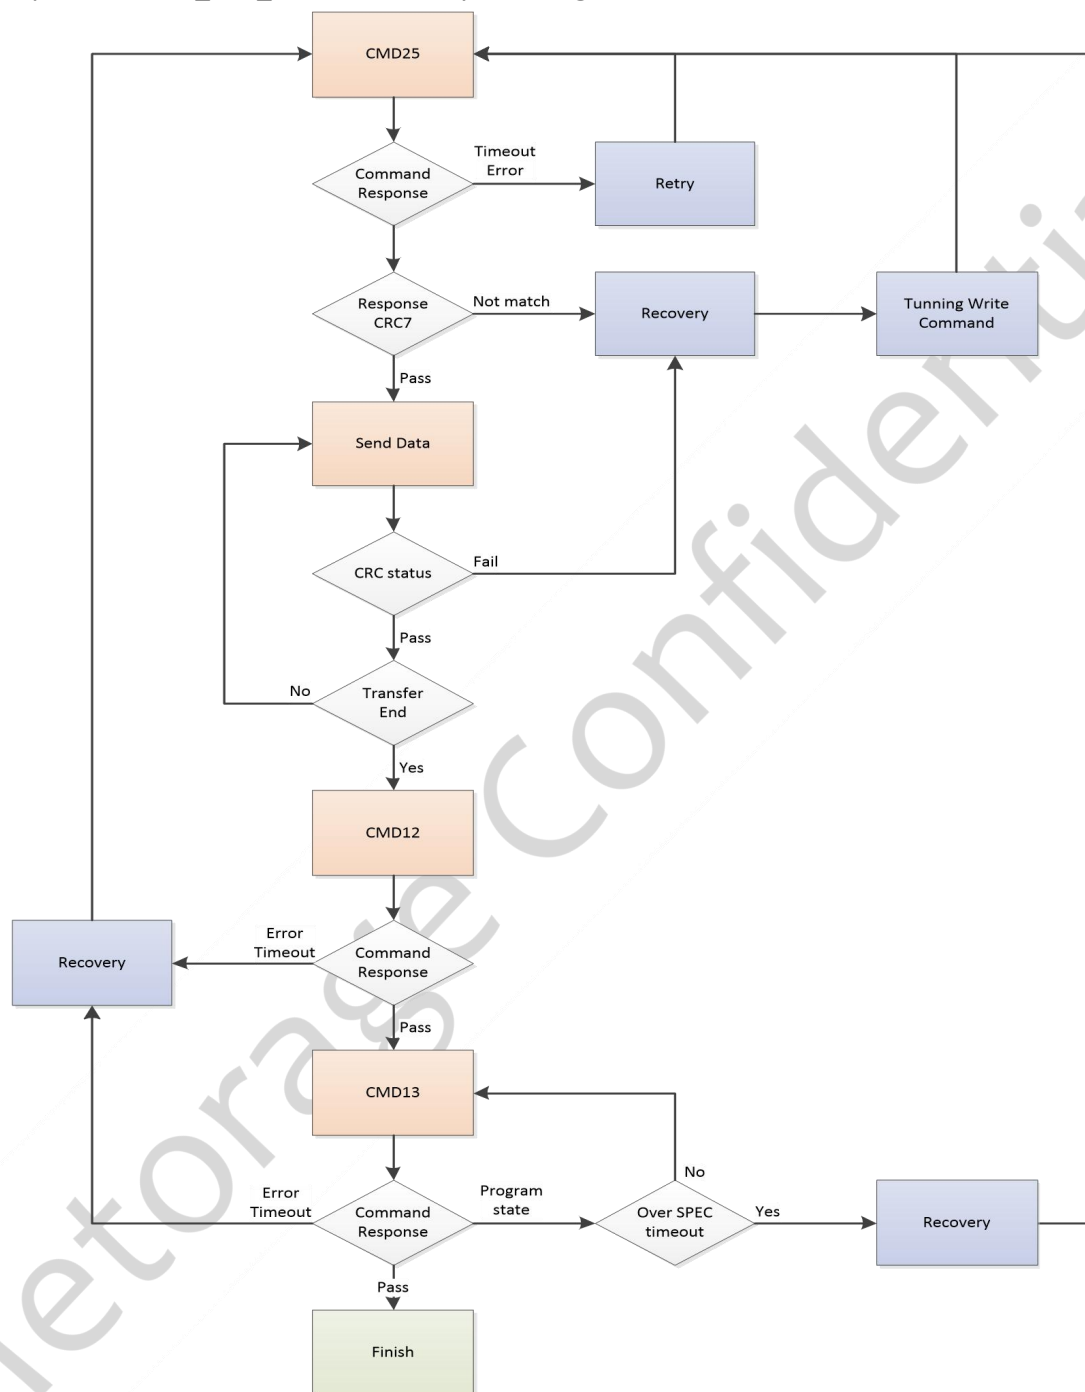 CMD25
Timeout
Error
Command
Response
Retry
Response
CRC7
Not match
Recovery
Tunning Write
Command
Pass
Send Data
CRC status
Fail
Pass
No
Transfer
End
Yes
CMD12
Error
Timeout
Command
Response
Recovery
Pass
CMD13
No
Error
Timeout
Command
Response
Program
state
Over SPEC
timeout
Yes
Recovery
Pass
Finish